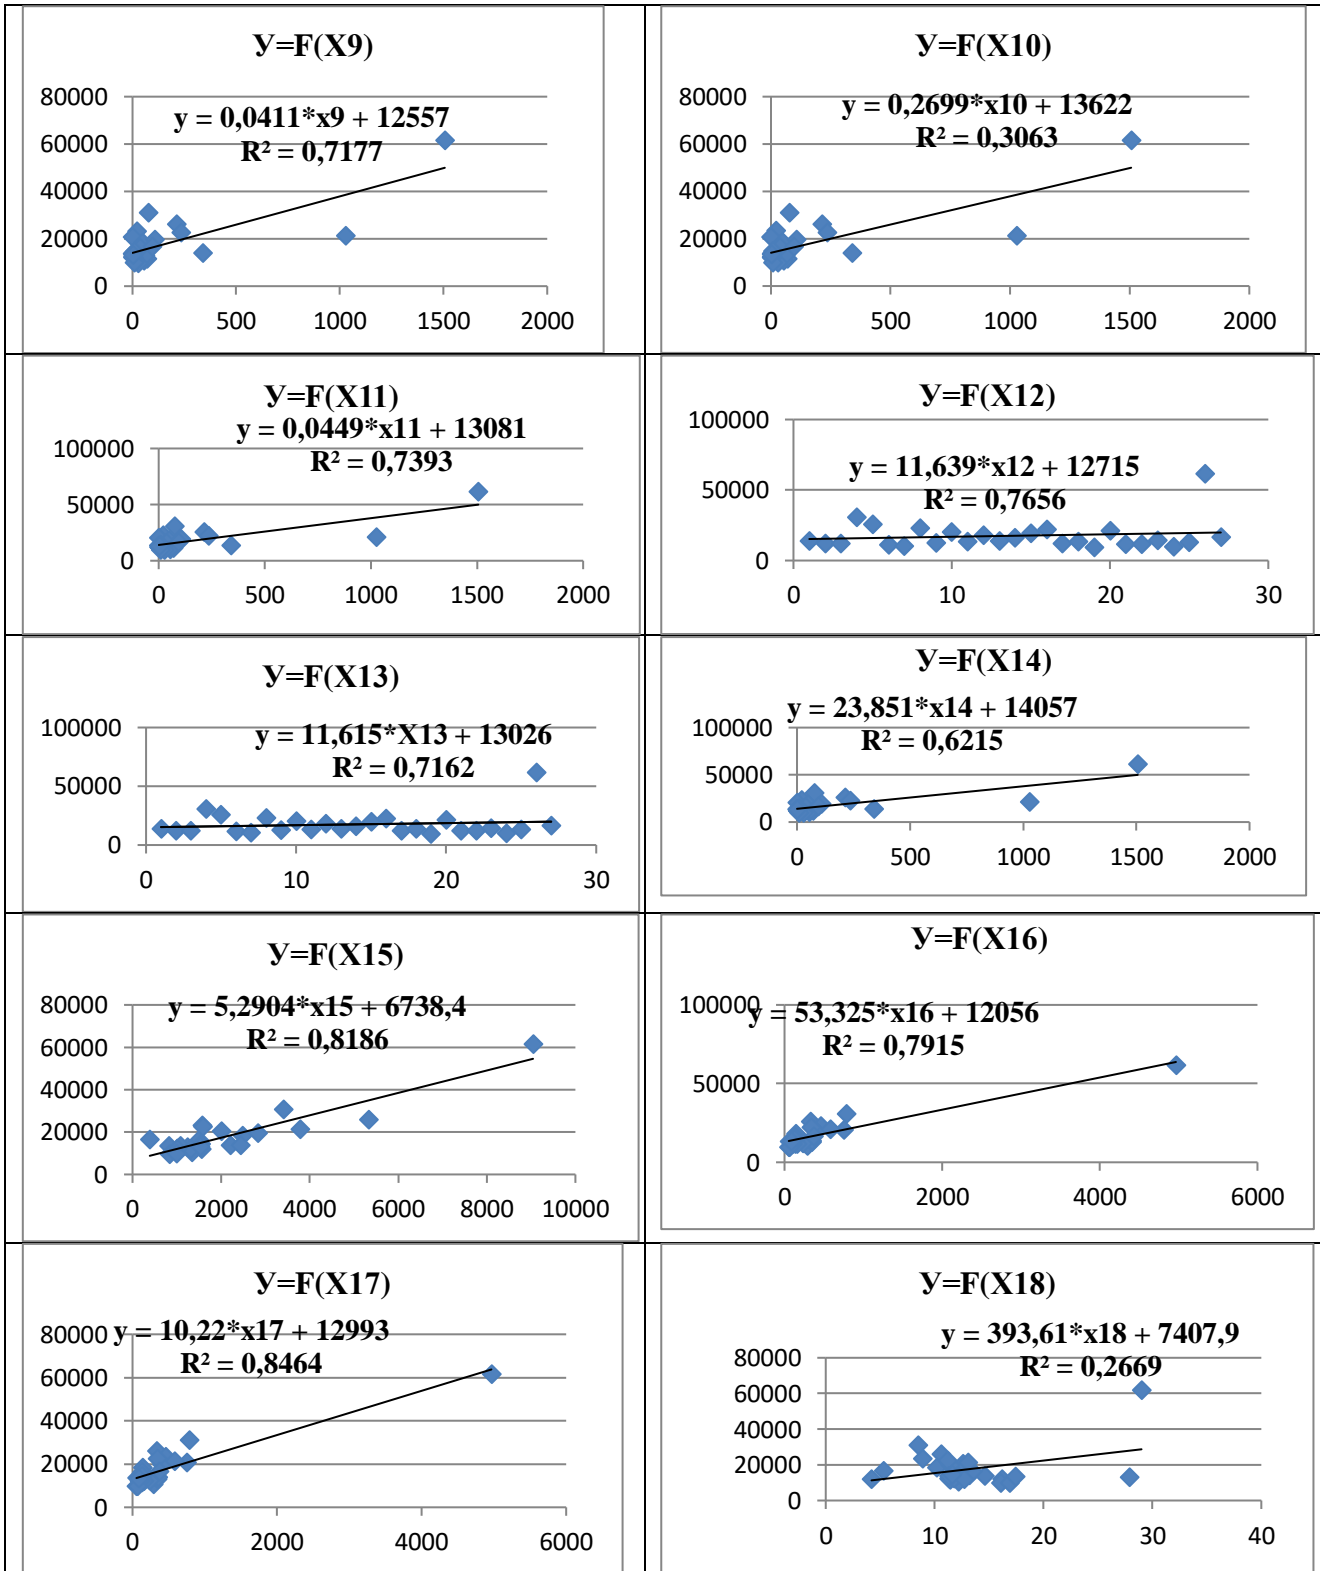 У=F(X9)
80000
60000
40000
20000
0
y = 0,0411*x9 + 12557
R² = 0,7177
0 500 1000 1500 2000
У=F(X10)
80000
60000
40000
20000
0
y = 0,2699*x10 + 13622
R² = 0,3063
0 500 1000 1500 2000
У=F(X11)
y = 0,0449*x11 + 13081
R² = 0,7393
100000
50000
0
0 500 1000 1500 2000
У=F(X12)
100000
50000
0
y = 11,639*x12 + 12715
R² = 0,7656
0 10 20 30
У=F(X13)
100000
50000
0
y = 11,615*X13 + 13026
R² = 0,7162
0 10 20 30
У=F(X14)
y = 23,851*x14 + 14057
R² = 0,6215
100000
50000
0
0 500 1000 1500 2000
У=F(X15)
80000
60000
40000
20000
0
y = 5,2904*x15 + 6738,4
R² = 0,8186
0 2000 4000 6000 8000 10000
У=F(X16)
100000
50000
0
y = 53,325*x16 + 12056
R² = 0,7915
0 2000 4000 6000
У=F(X17)
80000
60000
40000
20000
0
y = 10,22*x17 + 12993
R² = 0,8464
0 2000 4000 6000
У=F(X18)
y = 393,61*x18 + 7407,9
R² = 0,2669
80000
60000
40000
20000
0
0 10 20 30 40